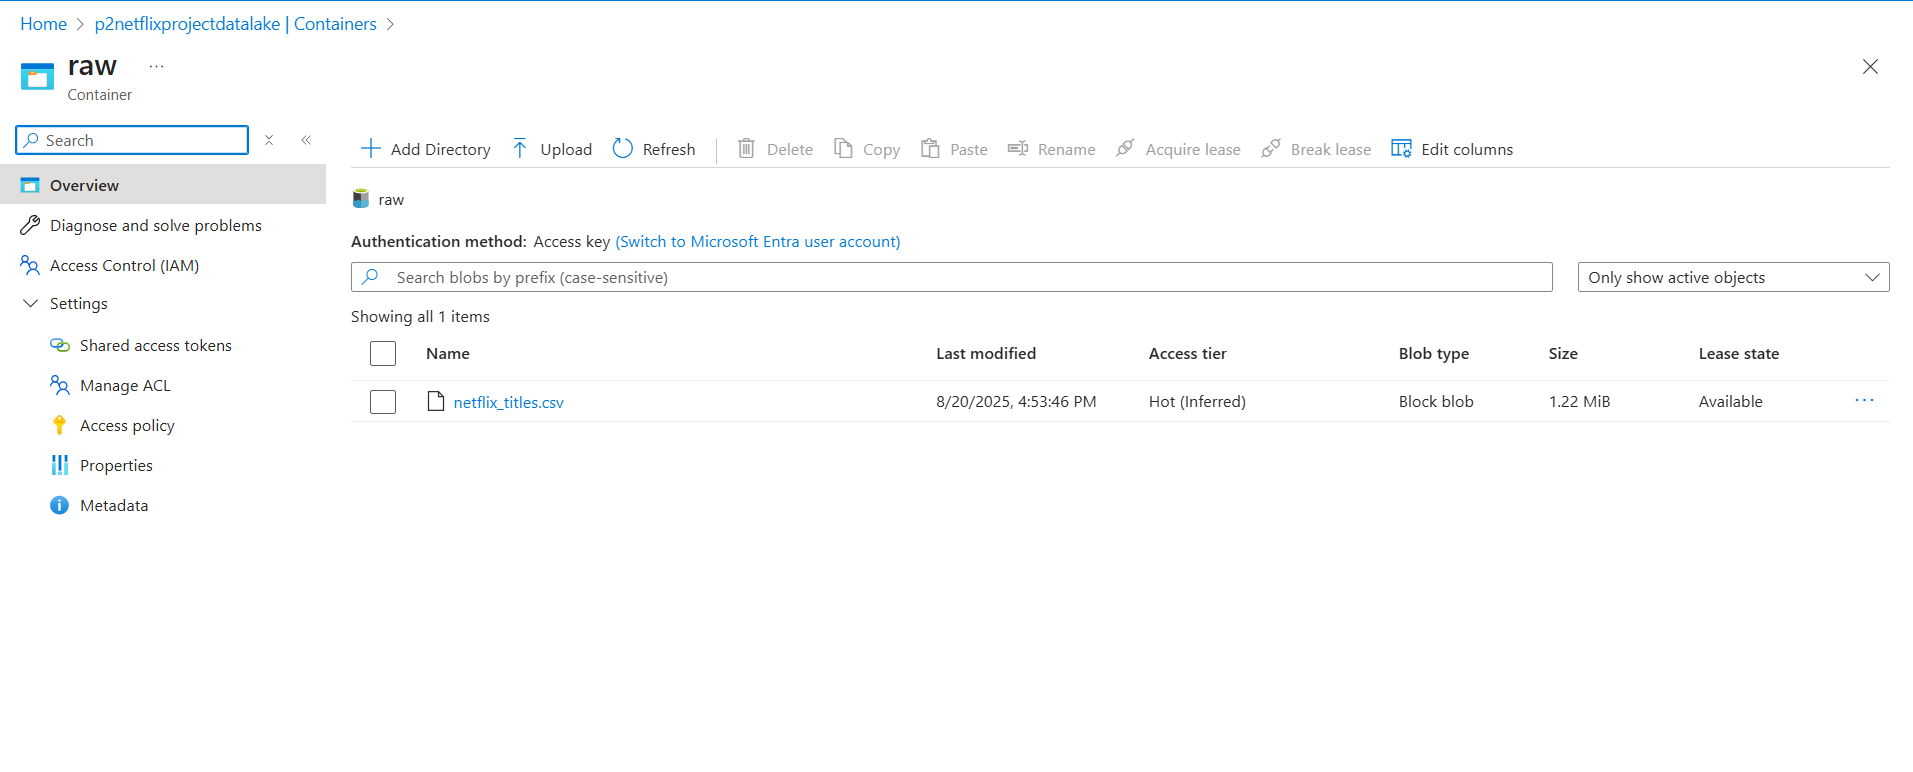 Home > p2netflixprojectdatalake | Containers >
raw ...
Container
Search
Overview
Diagnose and solve problems
Access Control (IAM)
Settings
Shared access tokens
Manage ACL
Access policy
Properties
Metadata
Add Directory Upload Refresh Delete Copy Paste Rename Acquire lease Break lease Edit columns
raw
Authentication method: Access key (Switch to Microsoft Entra user account)
Search blobs by prefix (case-sensitive) Only show active objects
Showing all 1 items
Name Last modified Access tier Blob type Size Lease state
netflix_titles.csv 8/20/2025, 4:53:46 PM Hot (Inferred) Block blob 1.22 MiB Available ...